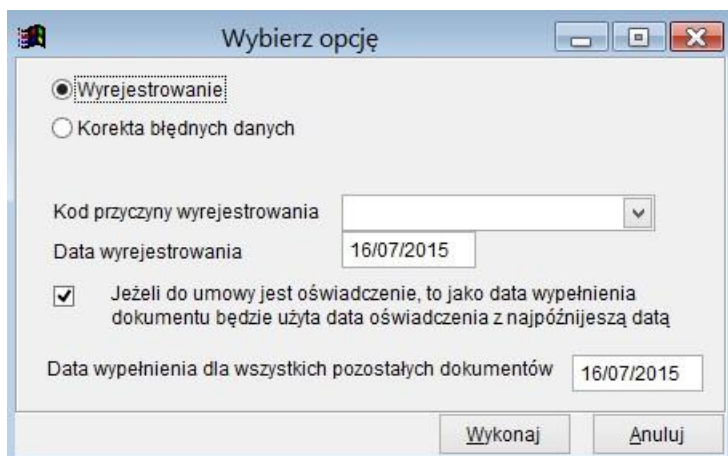 Wybierz opcję
Wyrejestrowanie
Korekta błędnych danych
Kod przyczyny wyrejestrowania
Data wyrejestrowania 16/07/2015
Jeżeli do umowy jest oświadczenie, to jako data wypełnienia
dokumentu będzie użyta data oświadczenia z najpóźnijeszą datą
Data wypełnienia dla wszystkich pozostałych dokumentów 16/07/2015
Wykonaj Anuluj